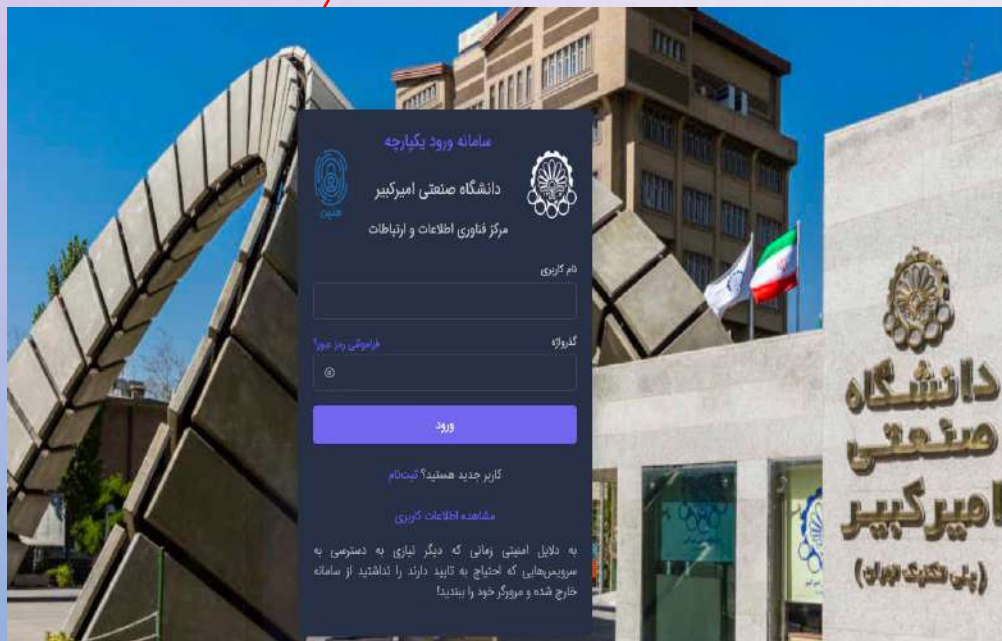 سامانه ورود یکپارچه
دانشگاه صنعتی امیرکبیر
متین
مرکز فناوری اطلاعات و ارتباطات
نام کاربری
گذرواژه
فراموشی رمز عبور؟
ورود
کاربر جدید هستید؟ ثبت‌نام
مشاهده اطلاعات کاربری
به دلایل امنیتی زمانی که دیگر نیازی به دسترسی به
سرویس‌هایی که احتیاج به تایید دارند را نداشتید از سامانه
خارج شده و مرورگر خود را ببندید!
دانشگاه
صنعتی
امیرکبیر
(پلی تکنیک تهران)